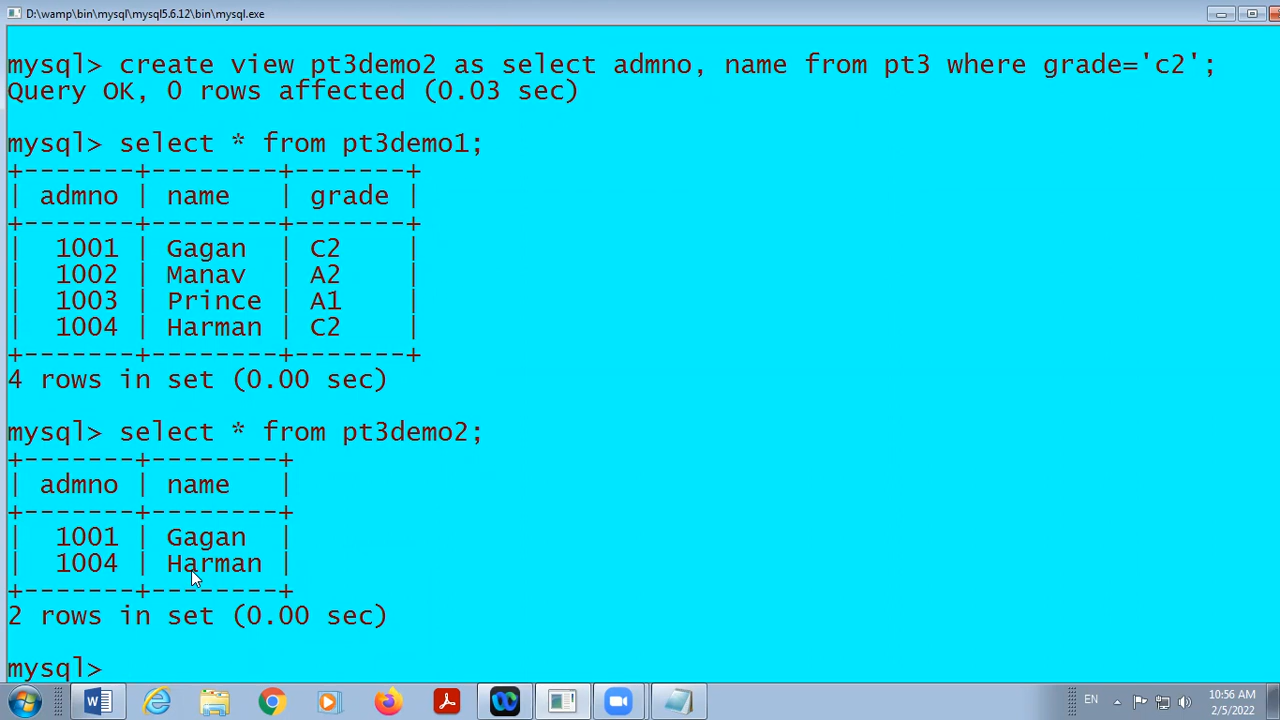 D:\wamp\bin\mysql\mysql5.6.12\bin\mysql.exe
mysql> create view pt3demo2 as select admno, name from pt3 where grade='c2';
Query OK, 0 rows affected (0.03 sec)
mysql> select * from pt3demo1;
+-------+--------+-------+
| admno | name   | grade |
+-------+--------+-------+
|  1001 | Gagan  | C2    |
|  1002 | Manav  | A2    |
|  1003 | Prince | A1    |
|  1004 | Harman | C2    |
+-------+--------+-------+
4 rows in set (0.00 sec)
mysql> select * from pt3demo2;
+-------+--------+
| admno | name   |
+-------+--------+
|  1001 | Gagan  |
|  1004 | Harman |
+-------+--------+
2 rows in set (0.00 sec)
mysql>
EN
10:56 AM
2/5/2022